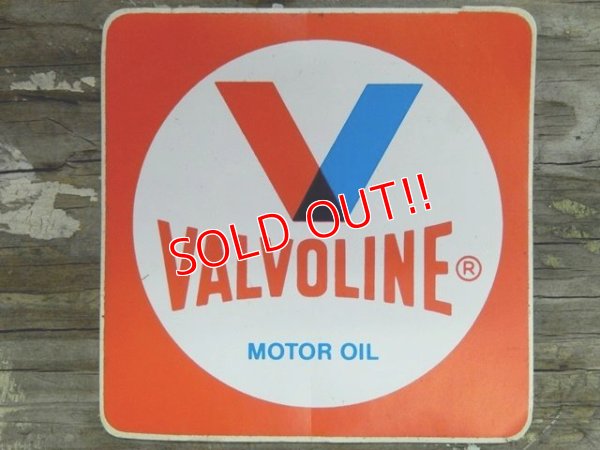 SOLD OUT!!
VALVOLINE®
MOTOR OIL